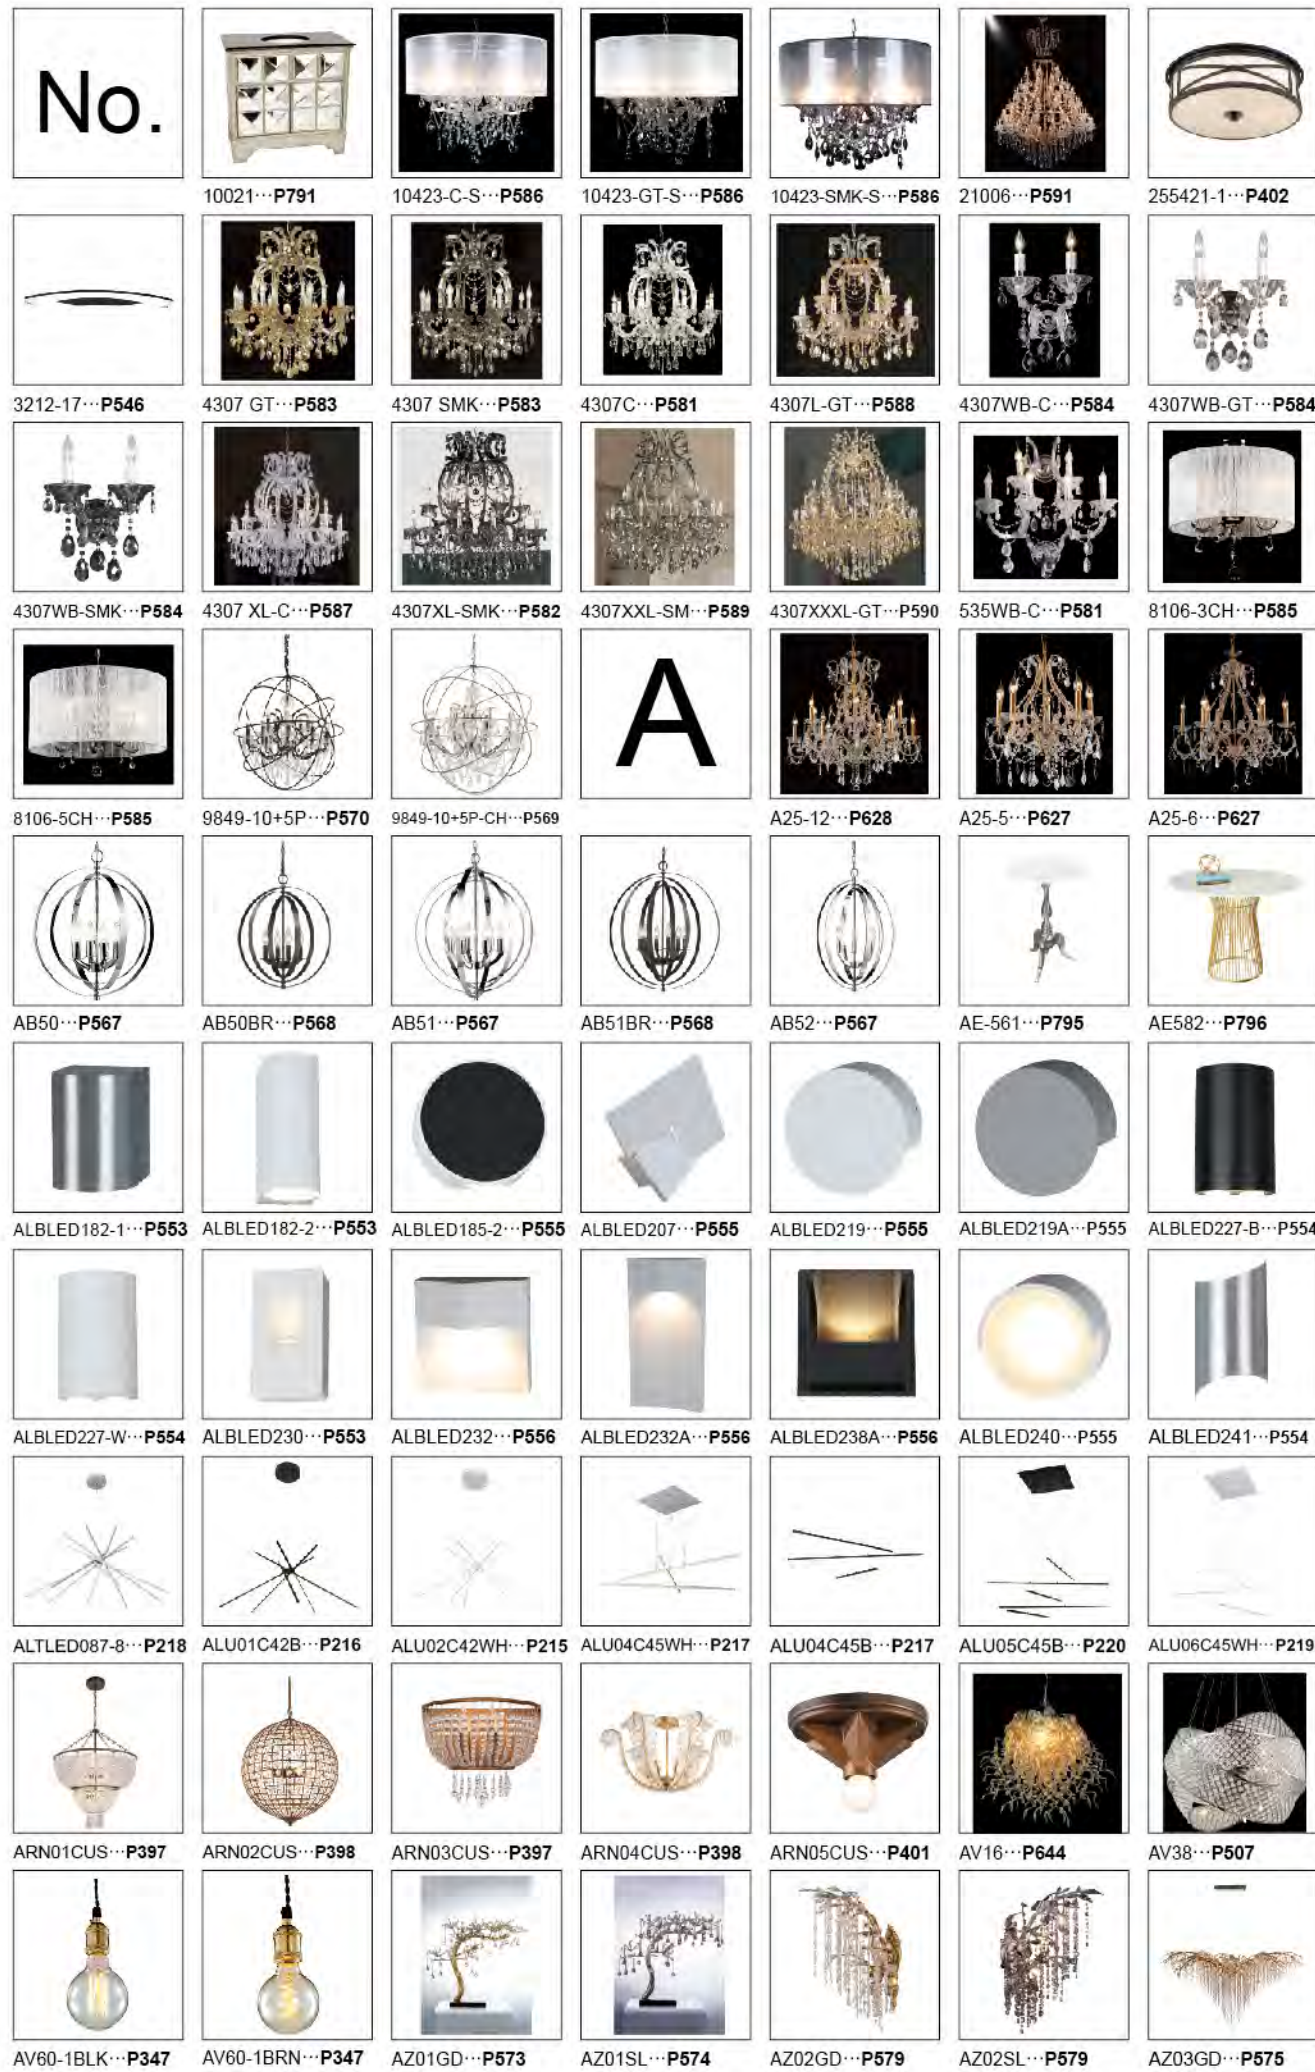 No.
10021···P791
10423-C-S···P586
10423-GT-S···P586
10423-SMK-S···P586
21006···P591
255421-1···P402
3212-17···P546
4307 GT···P583
4307 SMK···P583
4307C···P581
4307L-GT···P588
4307WB-C···P584
4307WB-GT···P584
4307WB-SMK···P584
4307 XL-C···P587
4307XL-SMK···P582
4307XXL-SM···P589
4307XXXL-GT···P590
535WB-C···P581
8106-3CH···P585
8106-5CH···P585
9849-10+5P···P570
9849-10+5P-CH···P569
A
A25-12···P628
A25-5···P627
A25-6···P627
AB50···P567
AB50BR···P568
AB51···P567
AB51BR···P568
AB52···P567
AE-561···P795
AE582···P796
ALBLED182-1···P553
ALBLED182-2···P553
ALBLED185-2···P555
ALBLED207···P555
ALBLED219···P555
ALBLED219A···P555
ALBLED227-B···P554
ALBLED227-W···P554
ALBLED230···P553
ALBLED232···P556
ALBLED232A···P556
ALBLED238A···P556
ALBLED240···P555
ALBLED241···P554
ALTLED087-8···P218
ALU01C42B···P216
ALU02C42WH···P215
ALU04C45WH···P217
ALU04C45B···P217
ALU05C45B···P220
ALU06C45WH···P219
ARN01CUS···P397
ARN02CUS···P398
ARN03CUS···P397
ARN04CUS···P398
ARN05CUS···P401
AV16···P644
AV38···P507
AV60-1BLK···P347
AV60-1BRN···P347
AZ01GD···P573
AZ01SL···P574
AZ02GD···P579
AZ02SL···P579
AZ03GD···P575